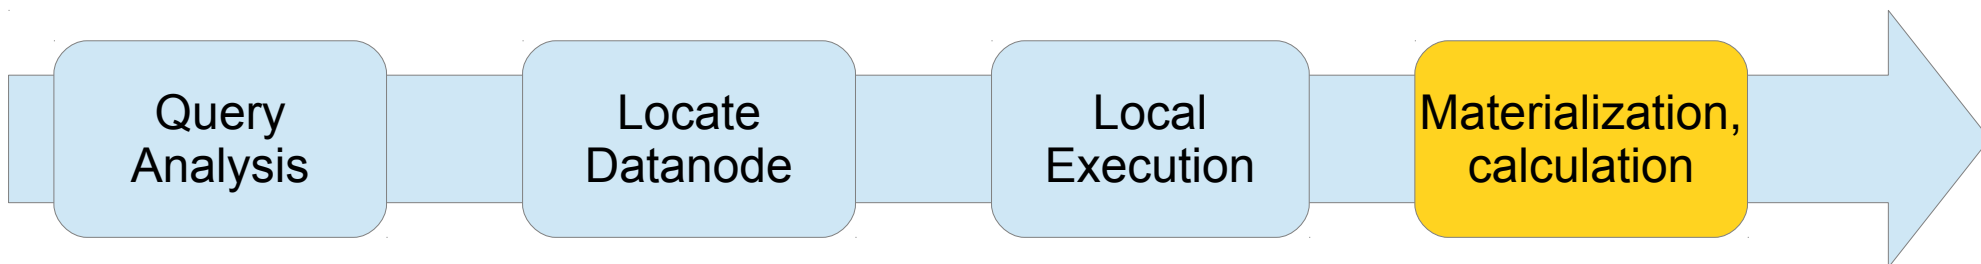 Query
Analysis
Locate
Datanode
Local
Execution
Materialization,
calculation